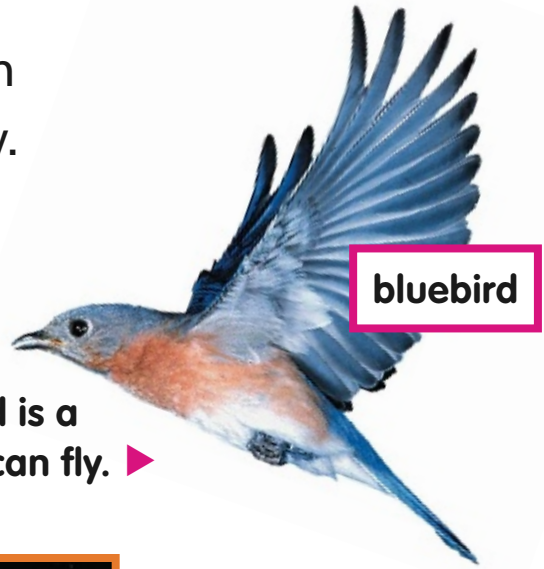 bluebird
is a
can fly. ▶